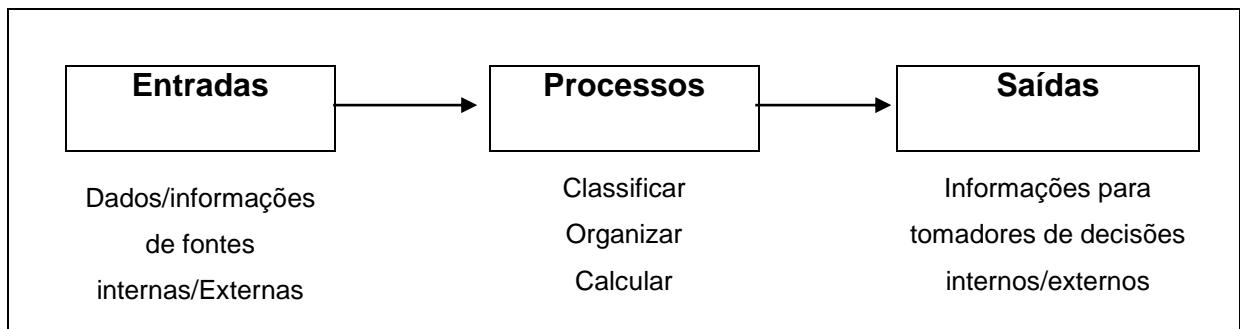 Entradas
Processos
Saídas
Dados/informações
de fontes
internas/Externas
Classificar
Organizar
Calcular
Informações para
tomadores de decisões
internos/externos